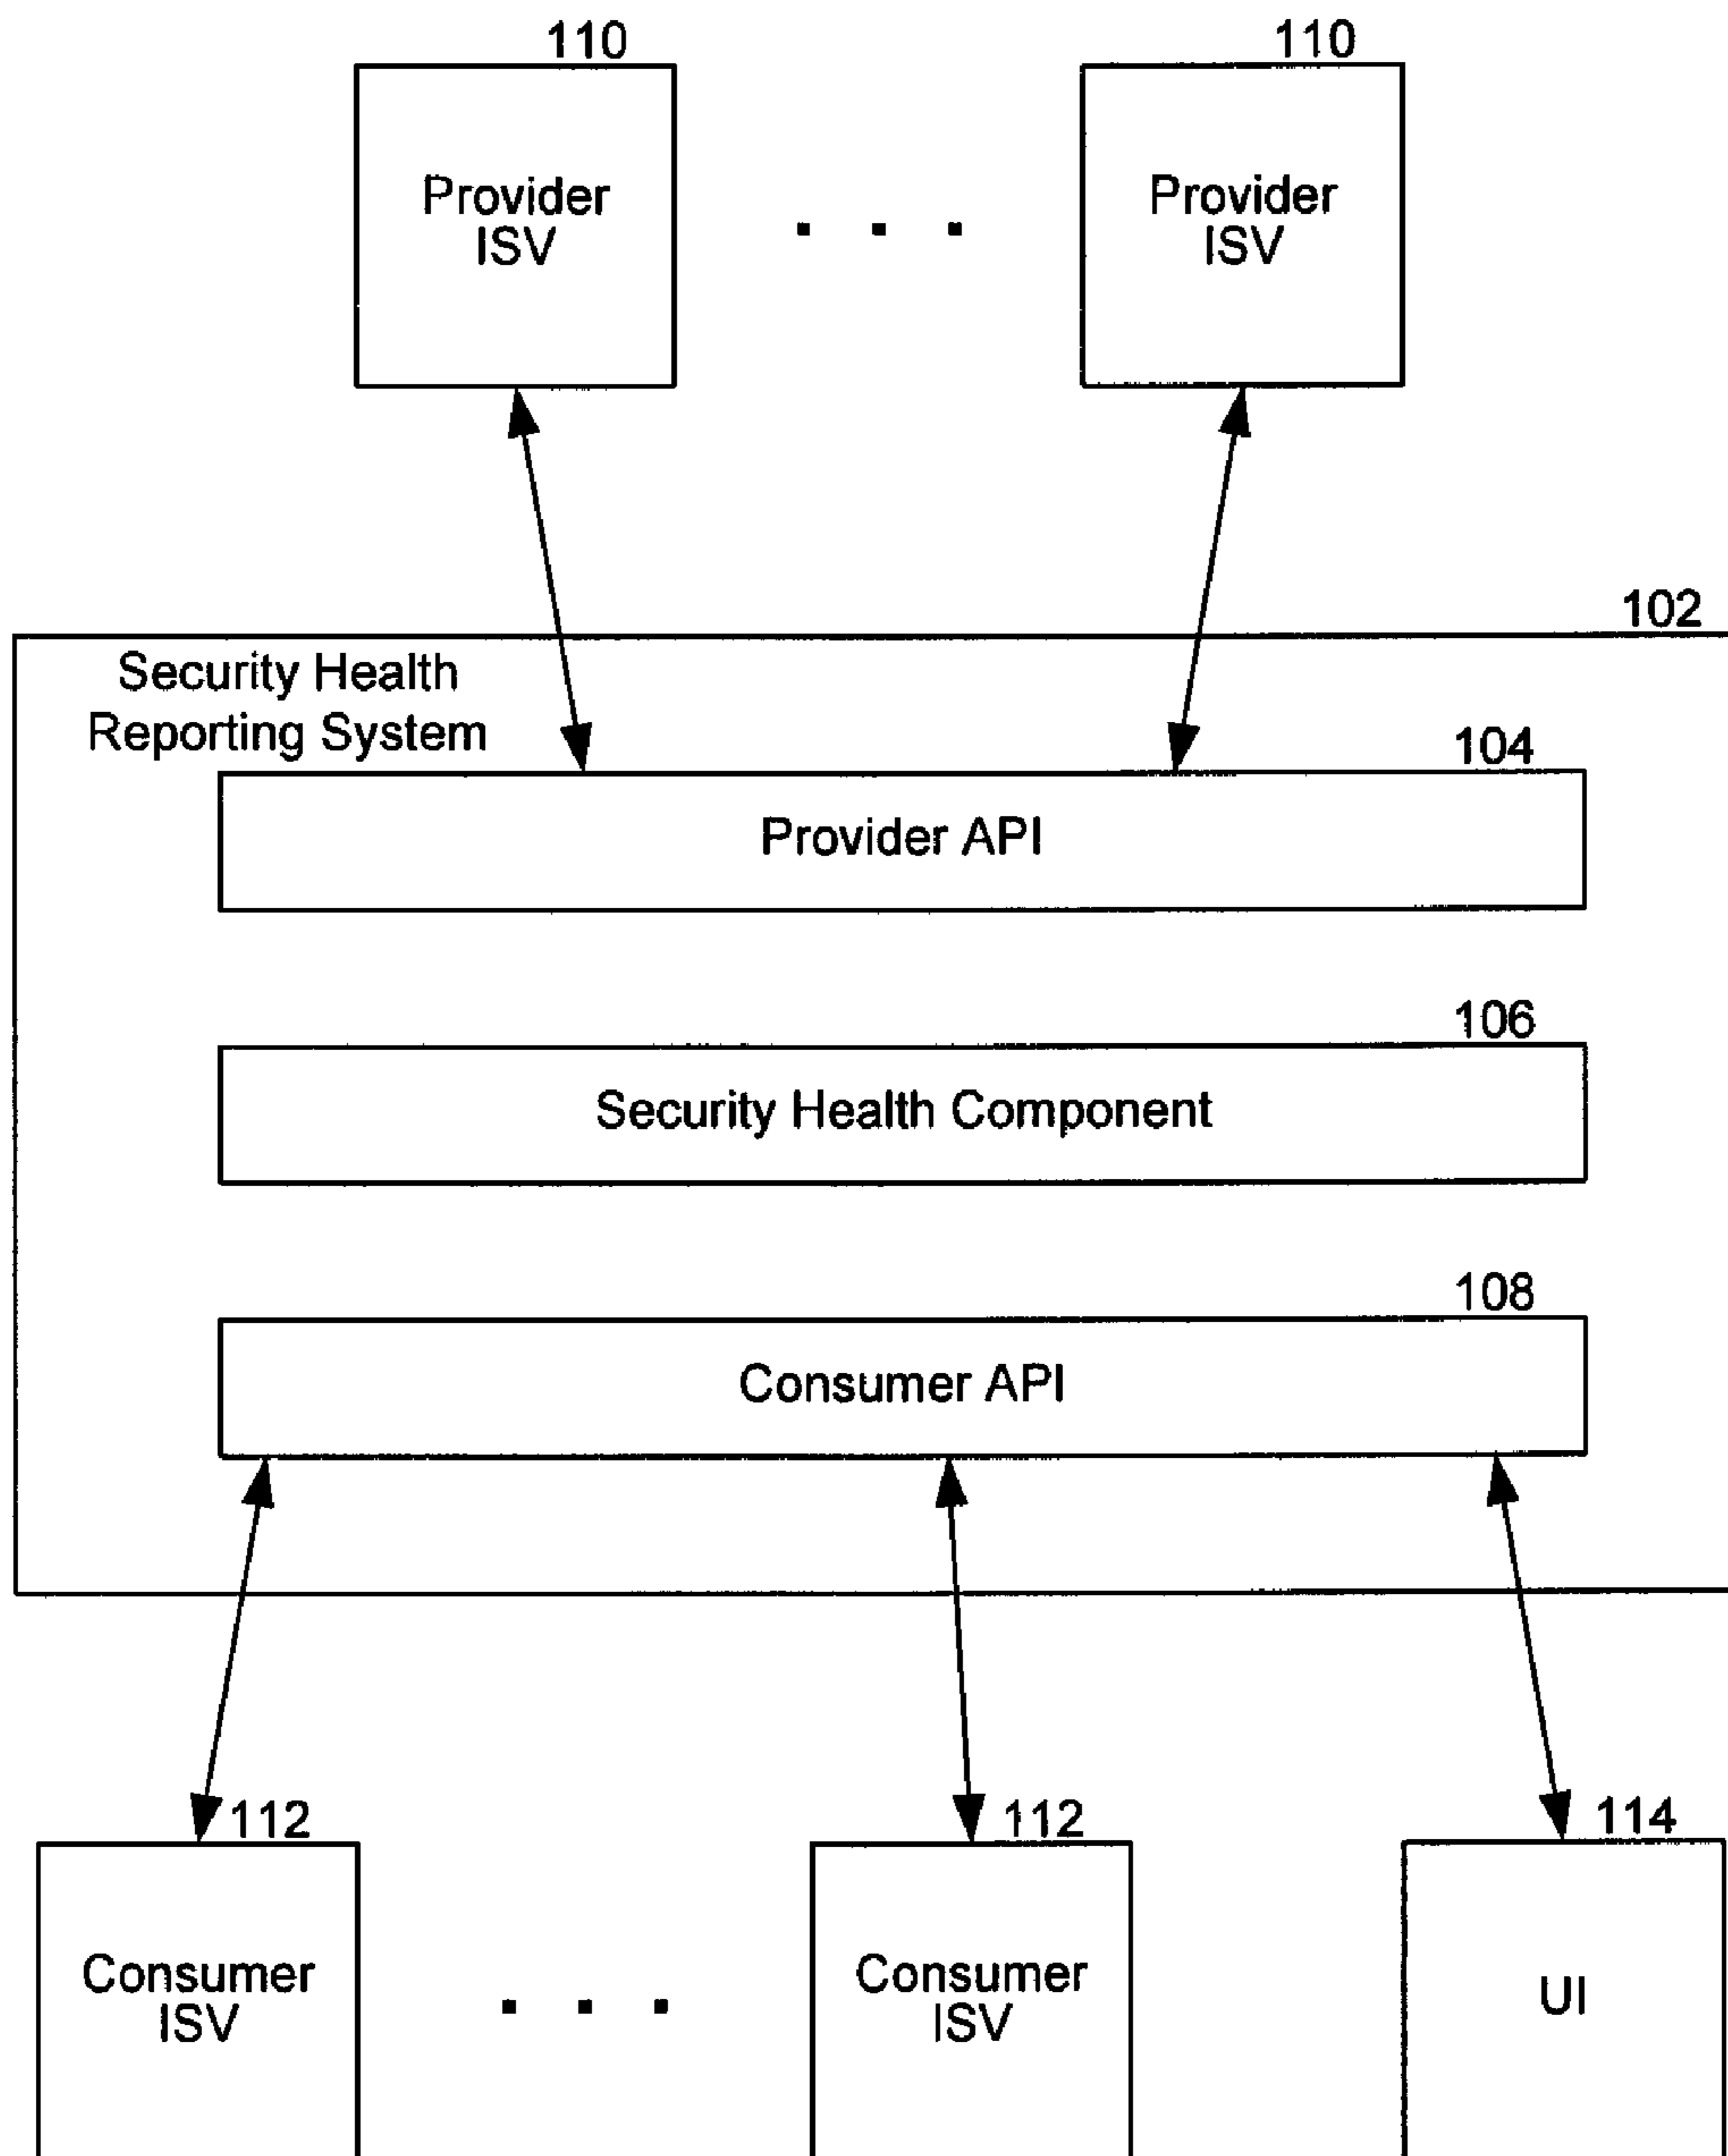 110
110
Provider
ISV
. . .
Provider
ISV
102
Security Health
Reporting System
104
Provider API
106
Security Health Component
108
Consumer API
112
112
114
Consumer
ISV
. . .
Consumer
ISV
UI